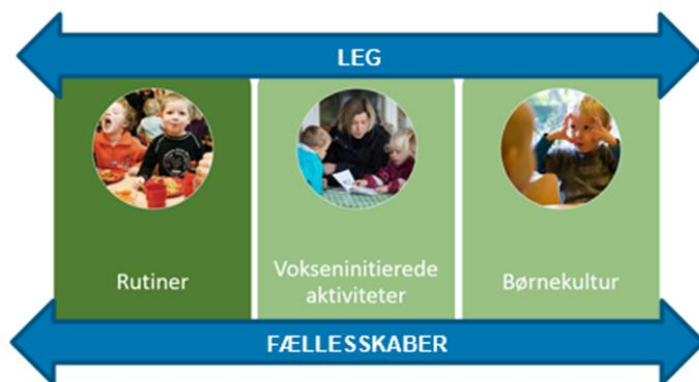 LEG
Rutiner
Vokseninitierede
aktiviteter
Børnekultur
FÆLLESSKABER